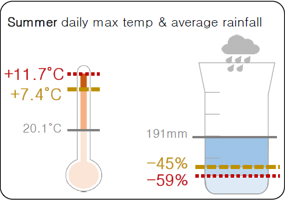 Summer daily max temp & average rainfall
+11.7°C
+7.4°C
20.1°C
191mm
−45%
−59%